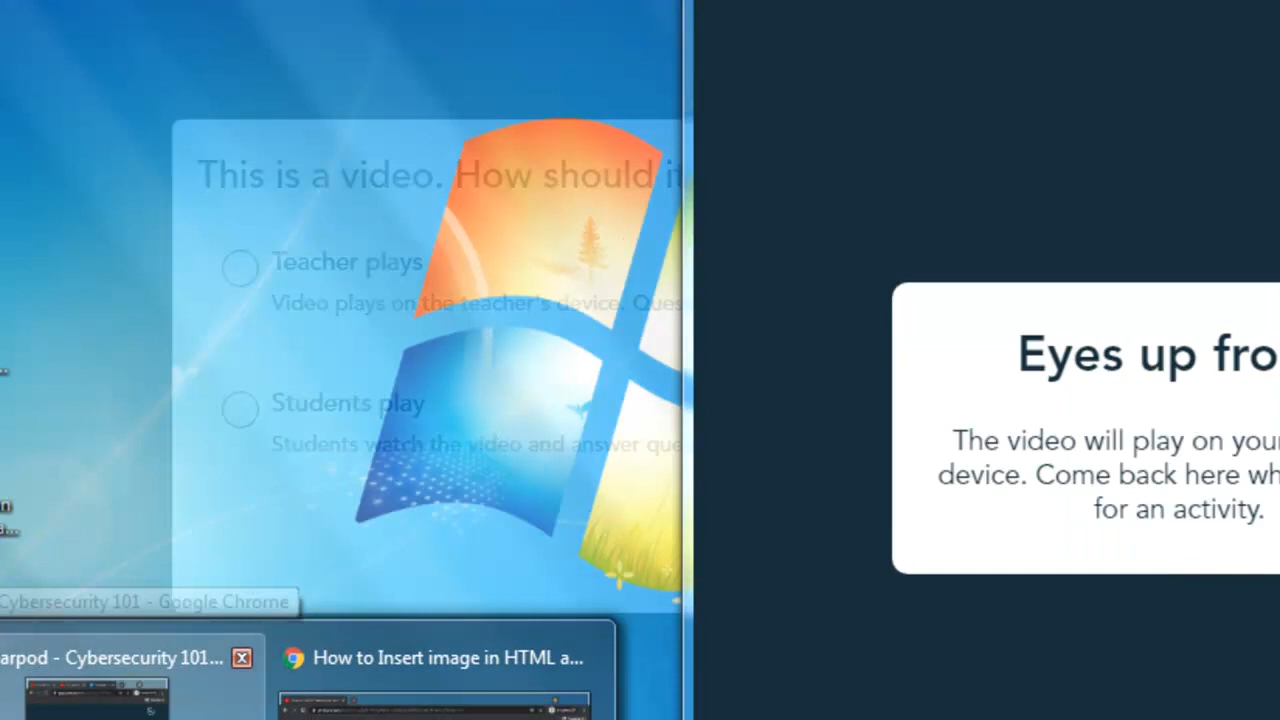 This is a video. How should it
Teacher plays
Video plays on the teacher's device. Ques
Students play
Students watch the video and answer que
Cybersecurity 101 - Google Chrome
arpod - Cybersecurity 101...
How to Insert image in HTML a...
Eyes up fro
The video will play on your
device. Come back here wh
for an activity.